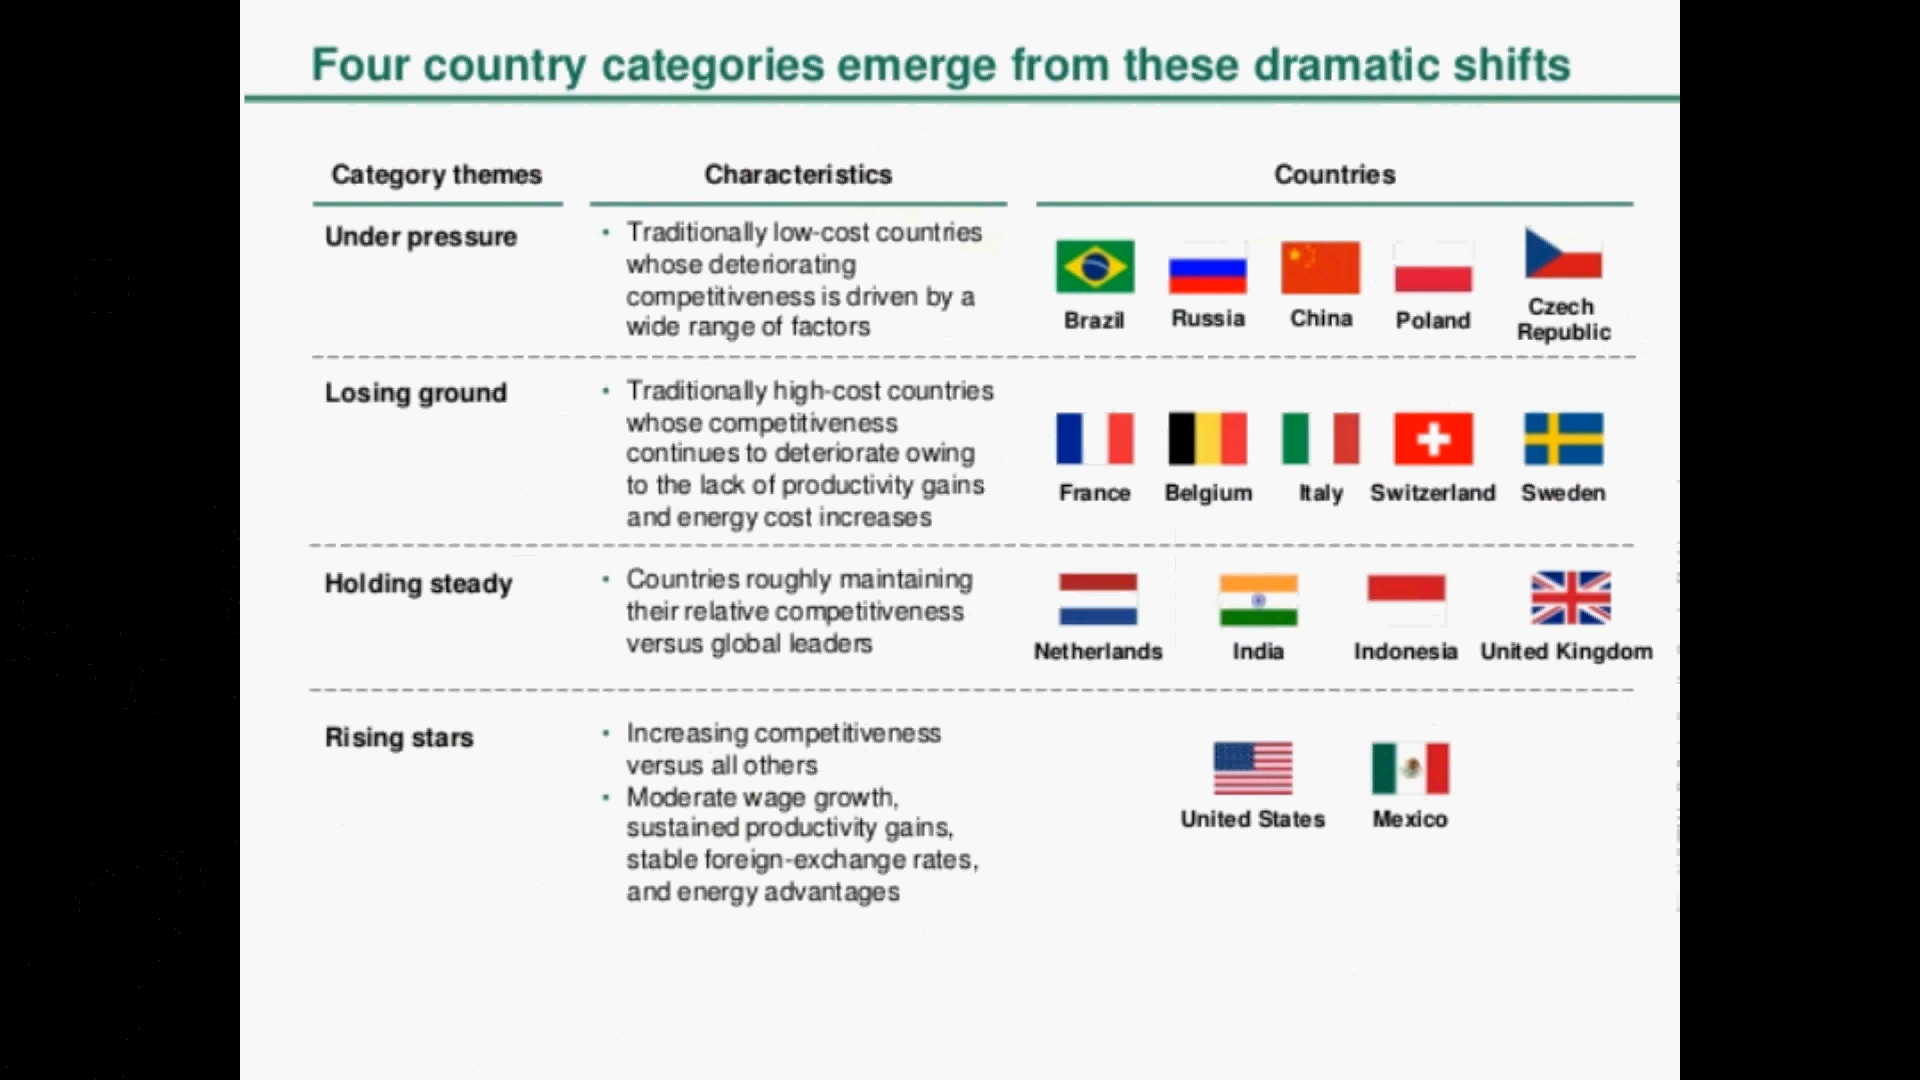 Four country categories emerge from these dramatic shifts
Category themes
Characteristics
Countries
Under pressure
• Traditionally low-cost countries
whose deteriorating
competitiveness is driven by a
wide range of factors
Brazil
Russia
China
Poland
Czech
Republic
Losing ground
• Traditionally high-cost countries
whose competitiveness
continues to deteriorate owing
to the lack of productivity gains
and energy cost increases
France
Belgium
Italy
Switzerland
Sweden
Holding steady
• Countries roughly maintaining
their relative competitiveness
versus global leaders
Netherlands
India
Indonesia
United Kingdom
Rising stars
• Increasing competitiveness
versus all others
• Moderate wage growth,
sustained productivity gains,
stable foreign-exchange rates,
and energy advantages
United States
Mexico